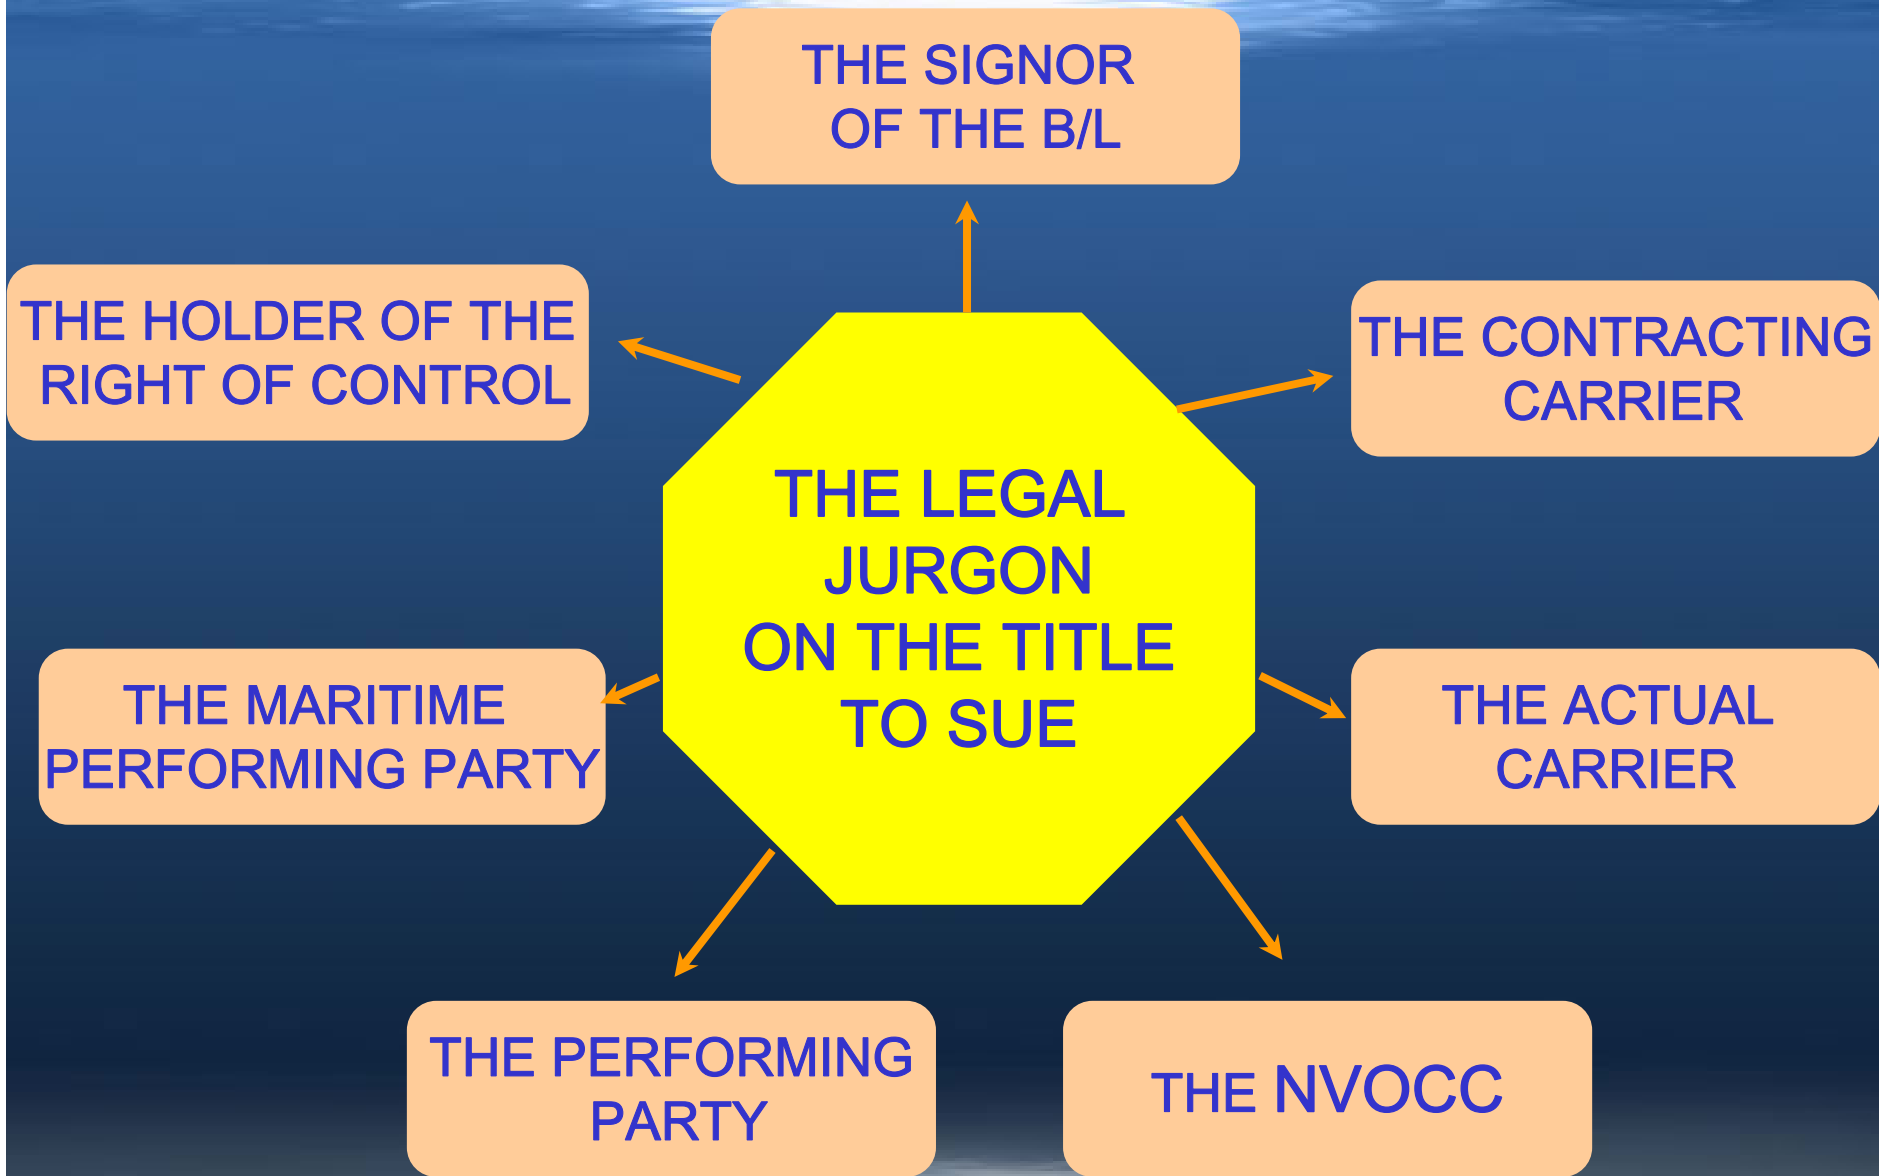 THE SIGNOR
OF THE B/L
THE HOLDER OF THE
RIGHT OF CONTROL
THE CONTRACTING
CARRIER
THE LEGAL
JURGON
ON THE TITLE
TO SUE
THE MARITIME
PERFORMING PARTY
THE ACTUAL
CARRIER
THE PERFORMING
PARTY
THE NVOCC